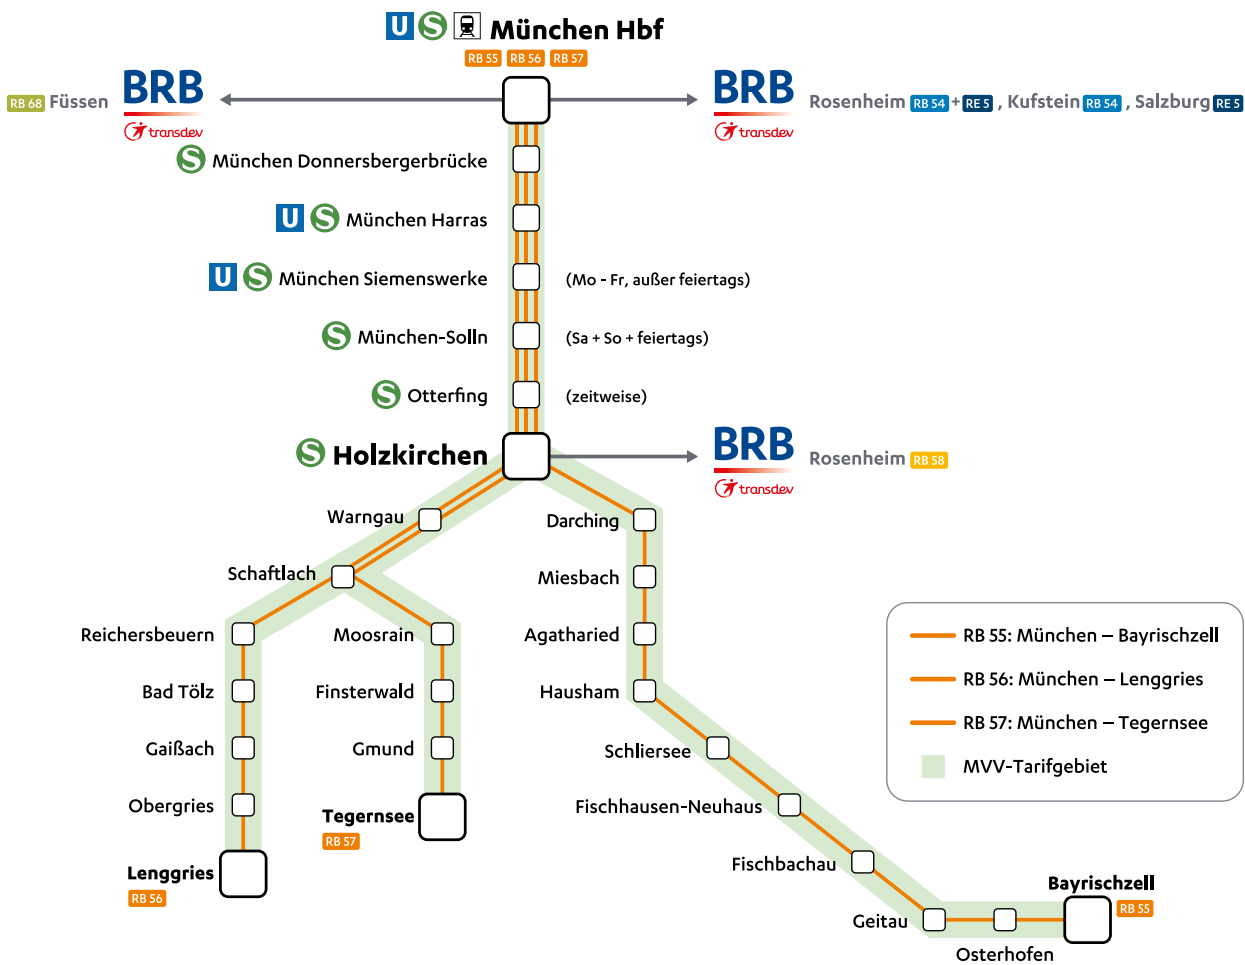 U S München Hbf
RB 55 RB 56 RB 57
RB 68 Füssen BRB
transdev
BRB Rosenheim RB 54 + RE 5 , Kufstein RB 54 , Salzburg RE 5
transdev
S München Donnersbergerbrücke
U S München Harras
U S München Siemenswerke (Mo - Fr, außer feiertags)
S München-Solln (Sa + So + feiertags)
S Otterfing (zeitweise)
S Holzkirchen
BRB Rosenheim RB 58
transdev
Warngau
Darching
Schaftlach
Miesbach
Reichersbeuern
Moosrain
Agatharied
Bad Tölz
Finsterwald
Hausham
Gaißach
Gmund
Schliersee
Obergries
Tegernsee
RB 57
Fischhausen-Neuhaus
Lenggries
RB 56
Fischbachau
Bayrischzell
RB 55
Geitau
Osterhofen
RB 55: München – Bayrischzell
RB 56: München – Lenggries
RB 57: München – Tegernsee
MVV-Tarifgebiet